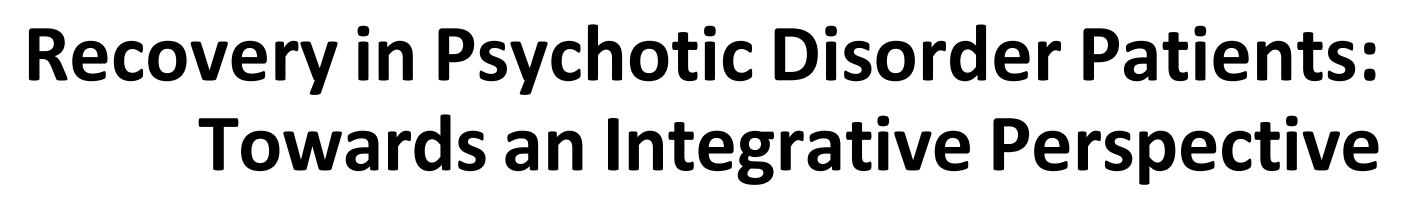 Recovery in Psychotic Disorder Patients:
Towards an Integrative Perspective